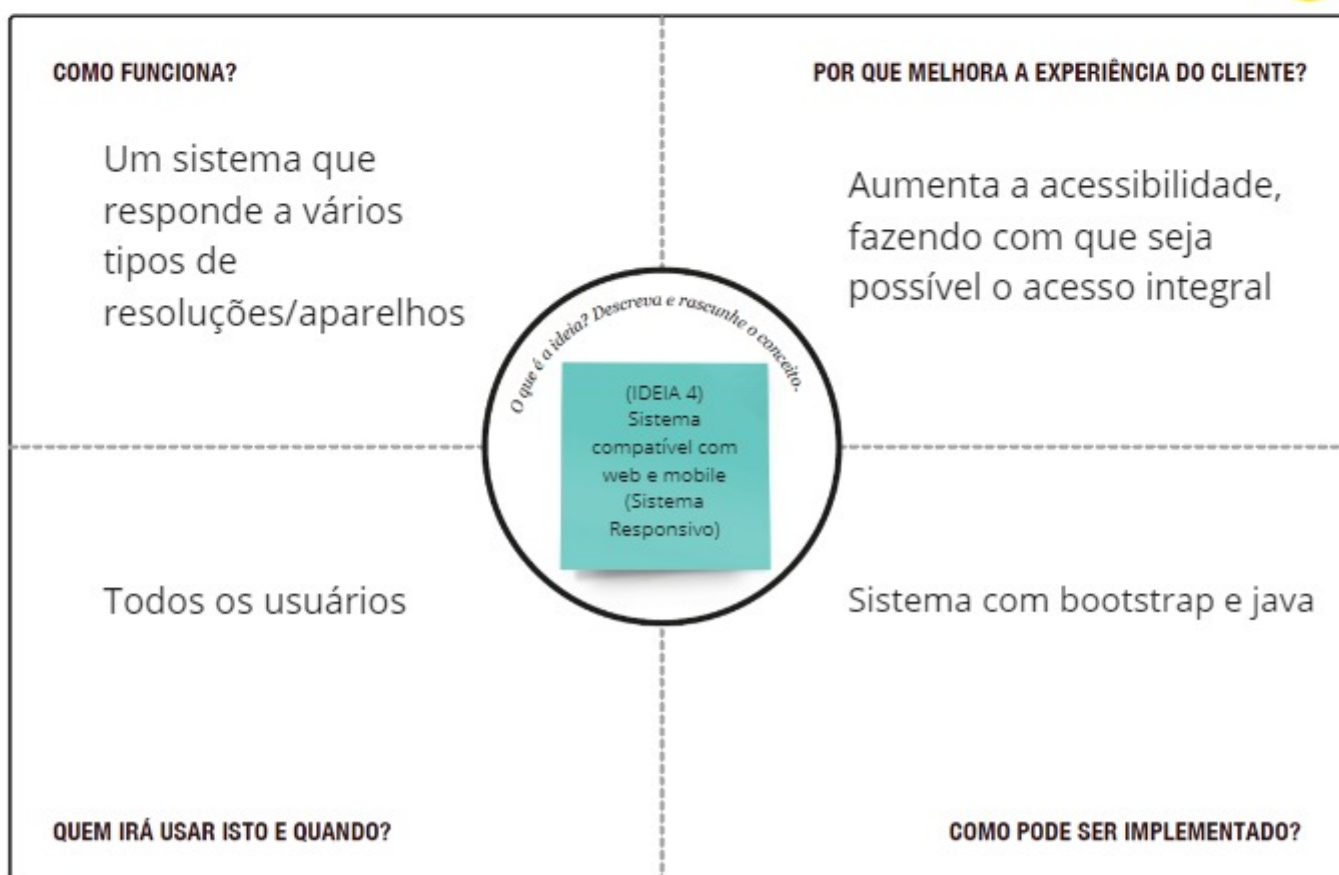 COMO FUNCIONA?
Um sistema que
responde a vários
tipos de
resoluções/aparelhos
POR QUE MELHORA A EXPERIÊNCIA DO CLIENTE?
Aumenta a acessibilidade,
fazendo com que seja
possível o acesso integral
O que é a ideia? Descreva e rascunhe o conceito.
(IDEIA 4)
Sistema
compatível com
web e mobile
(Sistema
Responsivo)
Todos os usuários
QUEM IRÁ USAR ISTO E QUANDO?
Sistema com bootstrap e java
COMO PODE SER IMPLEMENTADO?